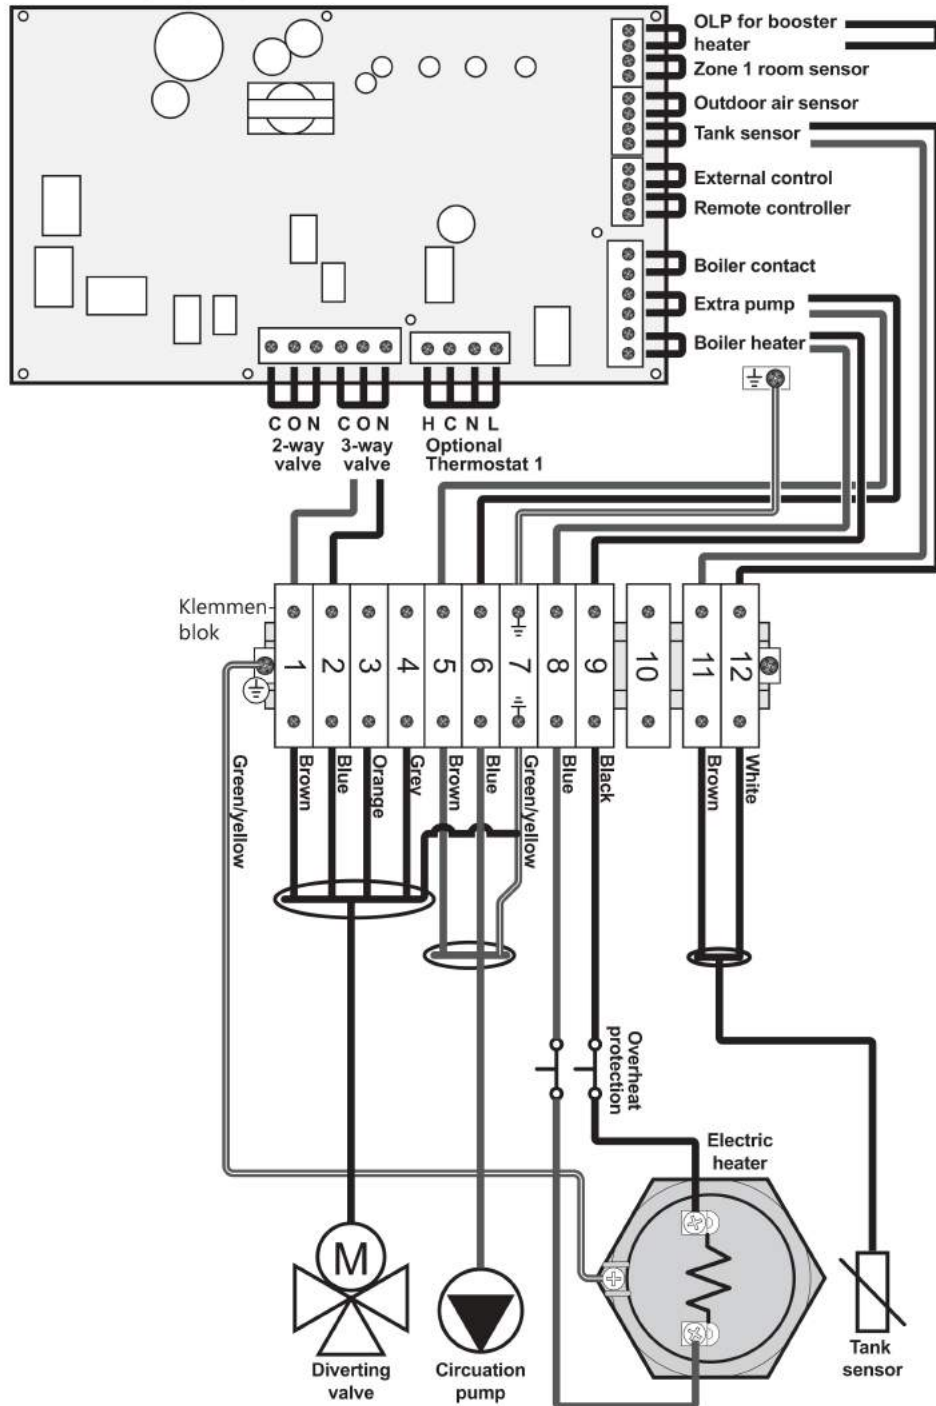 OLP for booster
heater
Zone 1 room sensor
Outdoor air sensor
Tank sensor
External control
Remote controller
Boiler contact
Extra pump
Boiler heater
C O N C O N H C N L
2-way
valve
3-way
valve
Optional
Thermostat 1
Klemmen-
blok
1 2 3 4 5 6 7 8 9 10 11 12
Green/yellow
Brown
Blue
Orange
Grey
Brown
Blue
Green/yellow
Blue
Black
Brown
White
Overheat
protection
Electric
heater
M
Diverting
valve
Circuation
pump
Tank
sensor